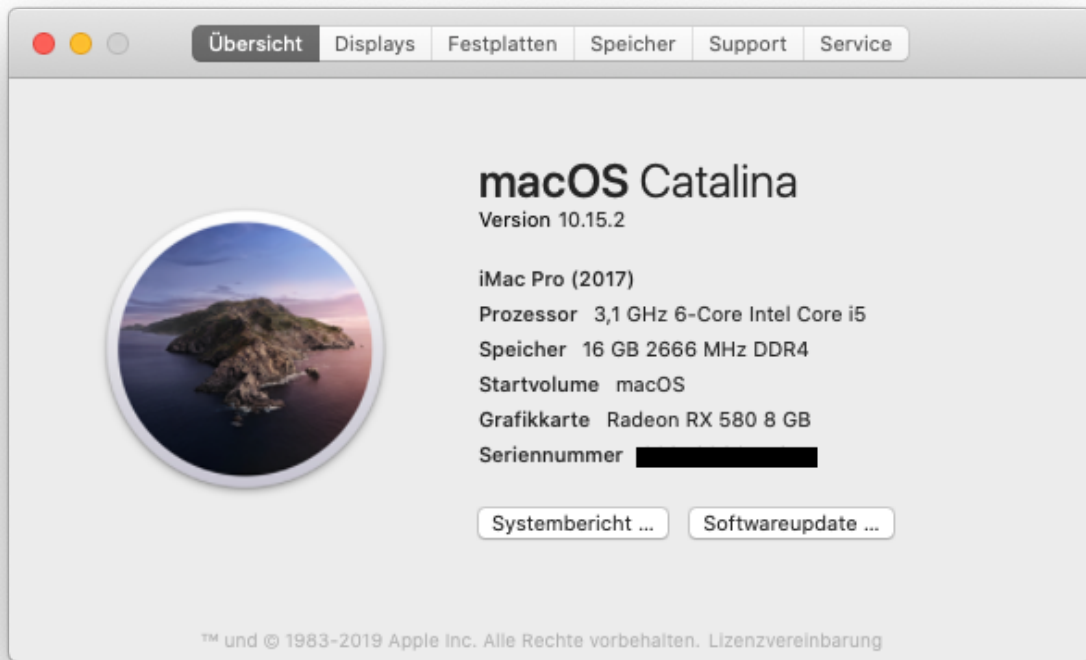 Übersicht Displays Festplatten Speicher Support Service
macOS Catalina
Version 10.15.2
iMac Pro (2017)
Prozessor 3,1 GHz 6-Core Intel Core i5
Speicher 16 GB 2666 MHz DDR4
Startvolume macOS
Grafikkarte Radeon RX 580 8 GB
Seriennummer
Systembericht ... Softwareupdate ...
™ und © 1983-2019 Apple Inc. Alle Rechte vorbehalten. Lizenzvereinbarung